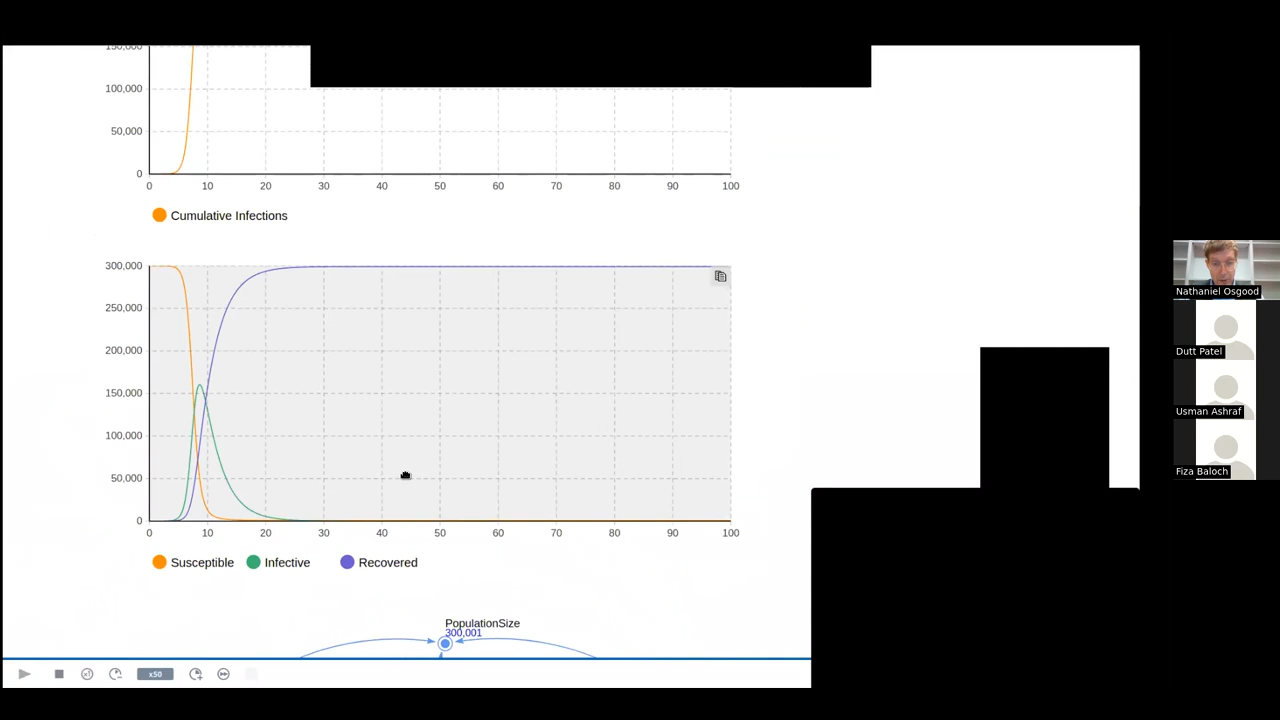 150,000
100,000
50,000
0
0 10 20 30 40 50 60 70 80 90 100
Cumulative Infections
300,000
250,000
200,000
150,000
100,000
50,000
0
0 10 20 30 40 50 60 70 80 90 100
Susceptible Infective Recovered
PopulationSize
300,001
x1 x50
Nathaniel Osgood
Dutt Patel
Usman Ashraf
Fiza Baloch